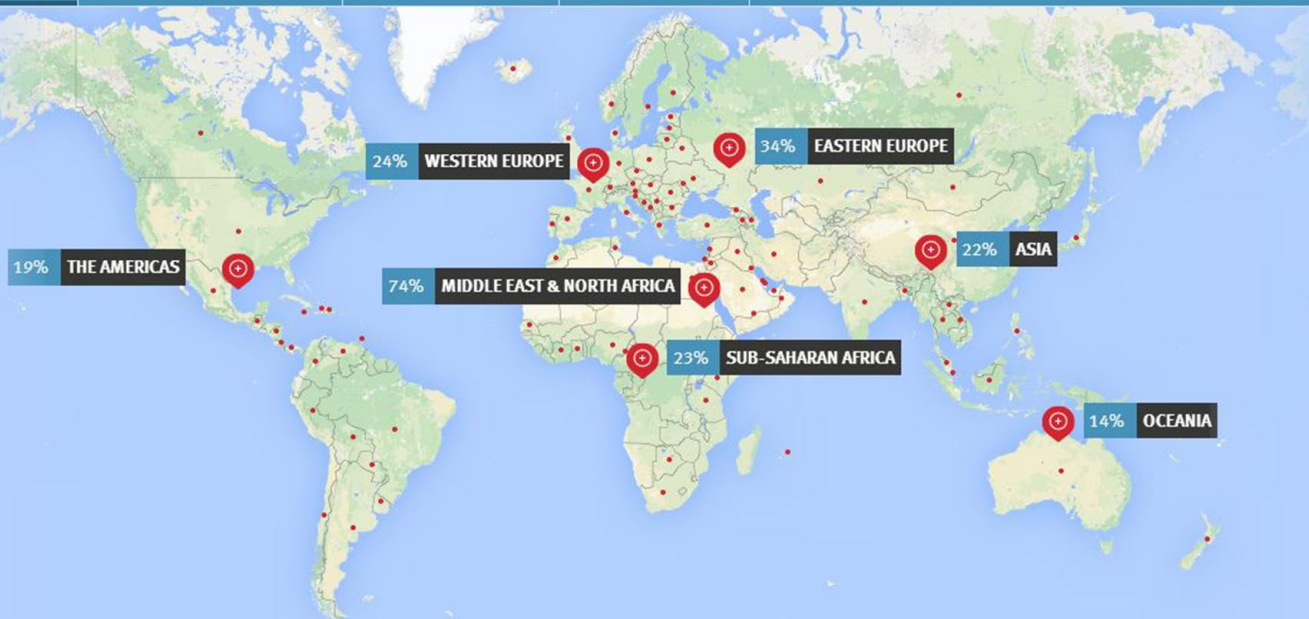 34% EASTERN EUROPE
24% WESTERN EUROPE
22% ASIA
19% THE AMERICAS
74% MIDDLE EAST & NORTH AFRICA
23% SUB-SAHARAN AFRICA
14% OCEANIA